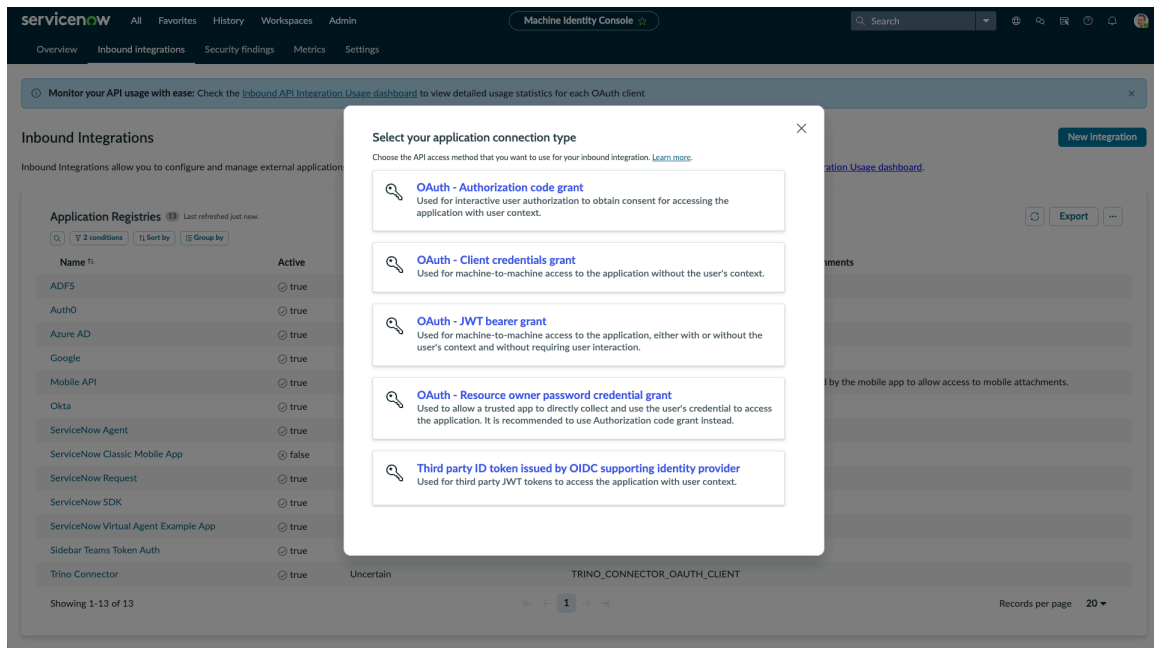 servicenow All Favorites History Workspaces Admin Machine Identity Console Search
Overview Inbound integrations Security findings Metrics Settings
Monitor your API usage with ease: Check the Inbound API Integration Usage dashboard to view detailed usage statistics for each OAuth client
Inbound Integrations New integration
Inbound Integrations allow you to configure and manage external application Usage dashboard.
Select your application connection type
Choose the API access method that you want to use for your inbound integration. Learn more.
OAuth - Authorization code grant
Used for interactive user authorization to obtain consent for accessing the
application with user context.
OAuth - Client credentials grant
Used for machine-to-machine access to the application without the user's context.
OAuth - JWT bearer grant
Used for machine-to-machine access to the application, either with or without the
user's context and without requiring user interaction.
OAuth - Resource owner password credential grant
Used to allow a trusted app to directly collect and use the user's credential to access
the application. It is recommended to use Authorization code grant instead.
Third party ID token issued by OIDC supporting identity provider
Used for third party JWT tokens to access the application with user context.
Application Registries 13 Last refreshed just now. Export
2 conditions Sort by Group by
Name Active
ADFS true
Auth0 true
Azure AD true
Google true
Mobile API true by the mobile app to allow access to mobile attachments.
Okta true
ServiceNow Agent true
ServiceNow Classic Mobile App false
ServiceNow Request true
ServiceNow SDK true
ServiceNow Virtual Agent Example App true
Sidebar Teams Token Auth true
Trino Connector true Uncertain TRINO_CONNECTOR_OAUTH_CLIENT
Showing 1-13 of 13 1 Records per page 20